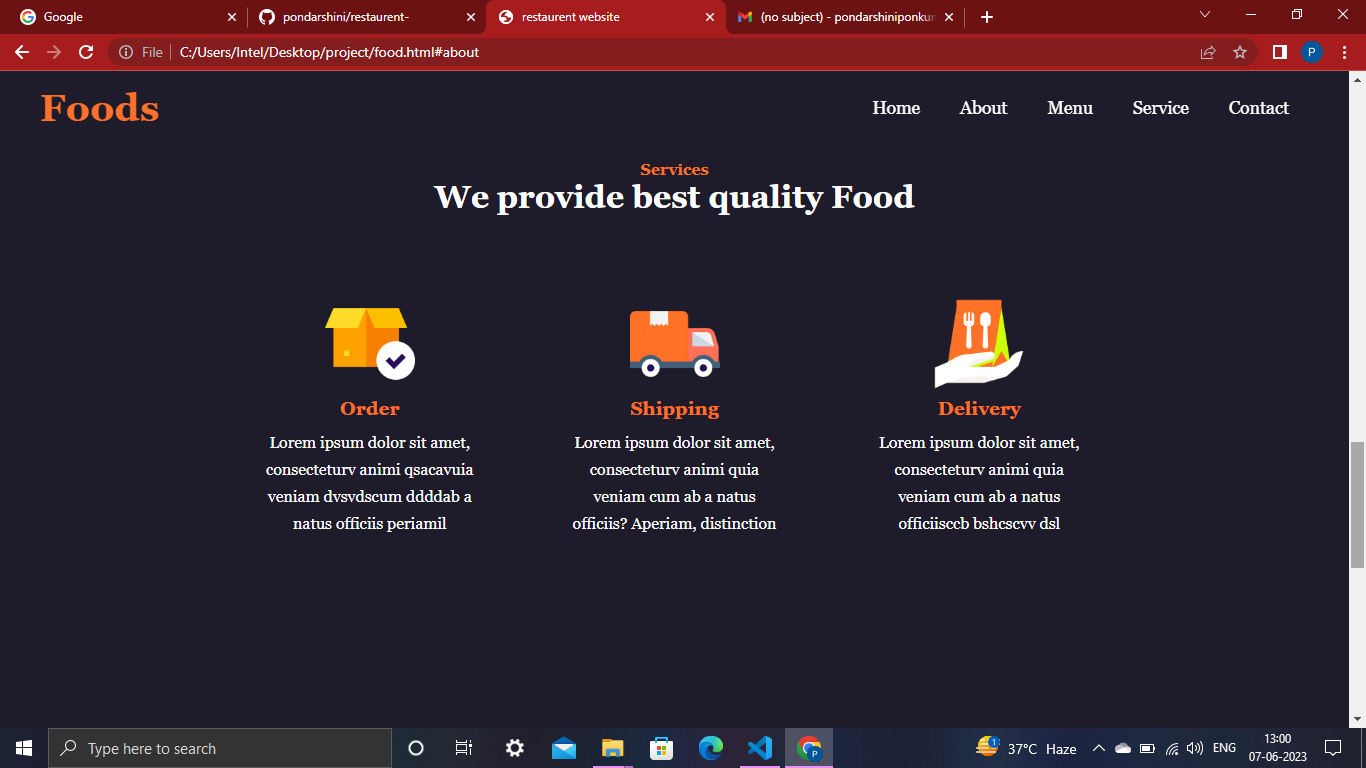 Google
pondarshini/restaurent-
restaurent website
(no subject) - pondarshiniponkun
File
C:/Users/Intel/Desktop/project/food.html#about
P
Foods
Home About Menu Service Contact
Services
We provide best quality Food
Order
Lorem ipsum dolor sit amet,
consecteturv animi qsacavuia
veniam dvsvdscum ddddab a
natus officiis periamil
Shipping
Lorem ipsum dolor sit amet,
consecteturv animi quia
veniam cum ab a natus
officiis? Aperiam, distinction
Delivery
Lorem ipsum dolor sit amet,
consecteturv animi quia
veniam cum ab a natus
officiisccb bshcscvv dsl
Type here to search
P
1
37°C Haze
ENG
13:00
07-06-2023